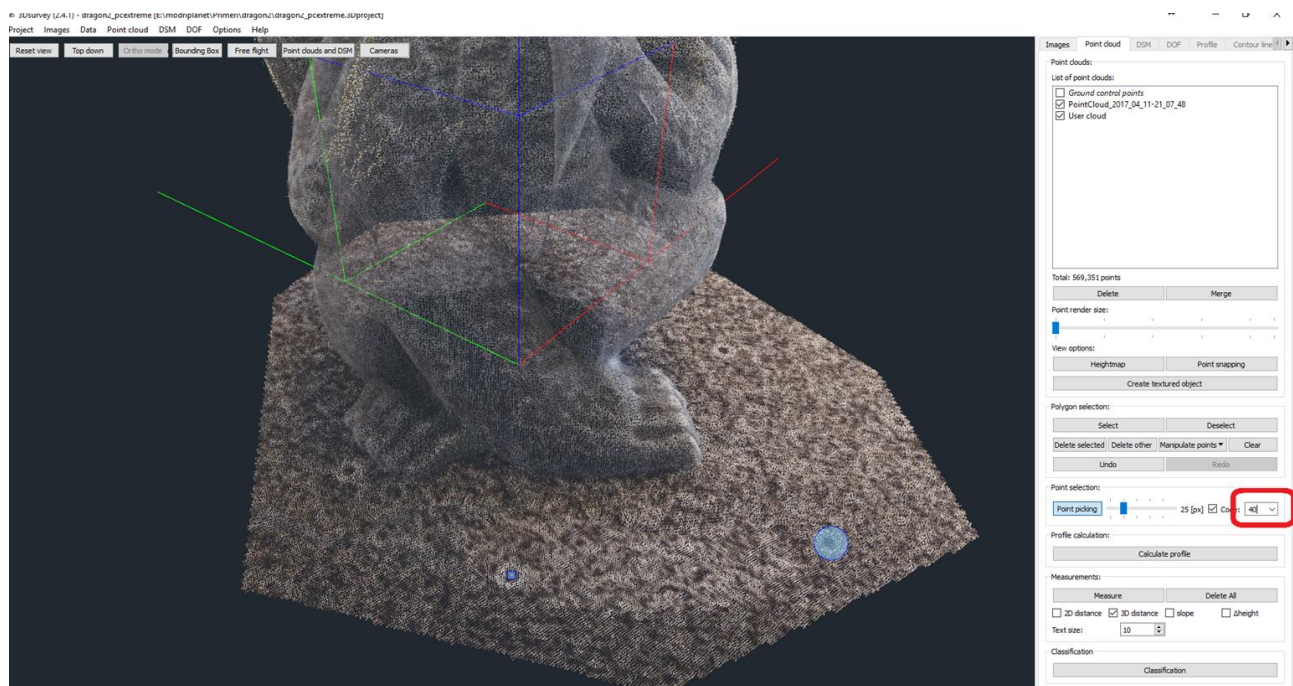 3Dsurvey (2.4.1) - dragon2_pcextreme [E:\modriplanet\Primeri\dragon2\dragon2_pcextreme.3Dproject]
Project Images Data Point cloud DSM DOF Options Help
Reset view Top down Ortho mode Bounding Box Free flight Point clouds and DSM Cameras
Images Point cloud DSM DOF Profile Contour line
Point clouds:
List of point clouds:
Ground control points
PointCloud_2017_04_11-21_07_48
User cloud
Total: 569,351 points
Delete Merge
Point render size:
View options:
Heightmap Point snapping
Create textured object
Polygon selection:
Select Deselect
Delete selected Delete other Manipulate points Clear
Undo Redo
Point selection:
Point picking 25 [px] 40
Profile calculation:
Calculate profile
Measurements:
Measure Delete All
2D distance 3D distance slope Δheight
Text size: 10
Classification
Classification